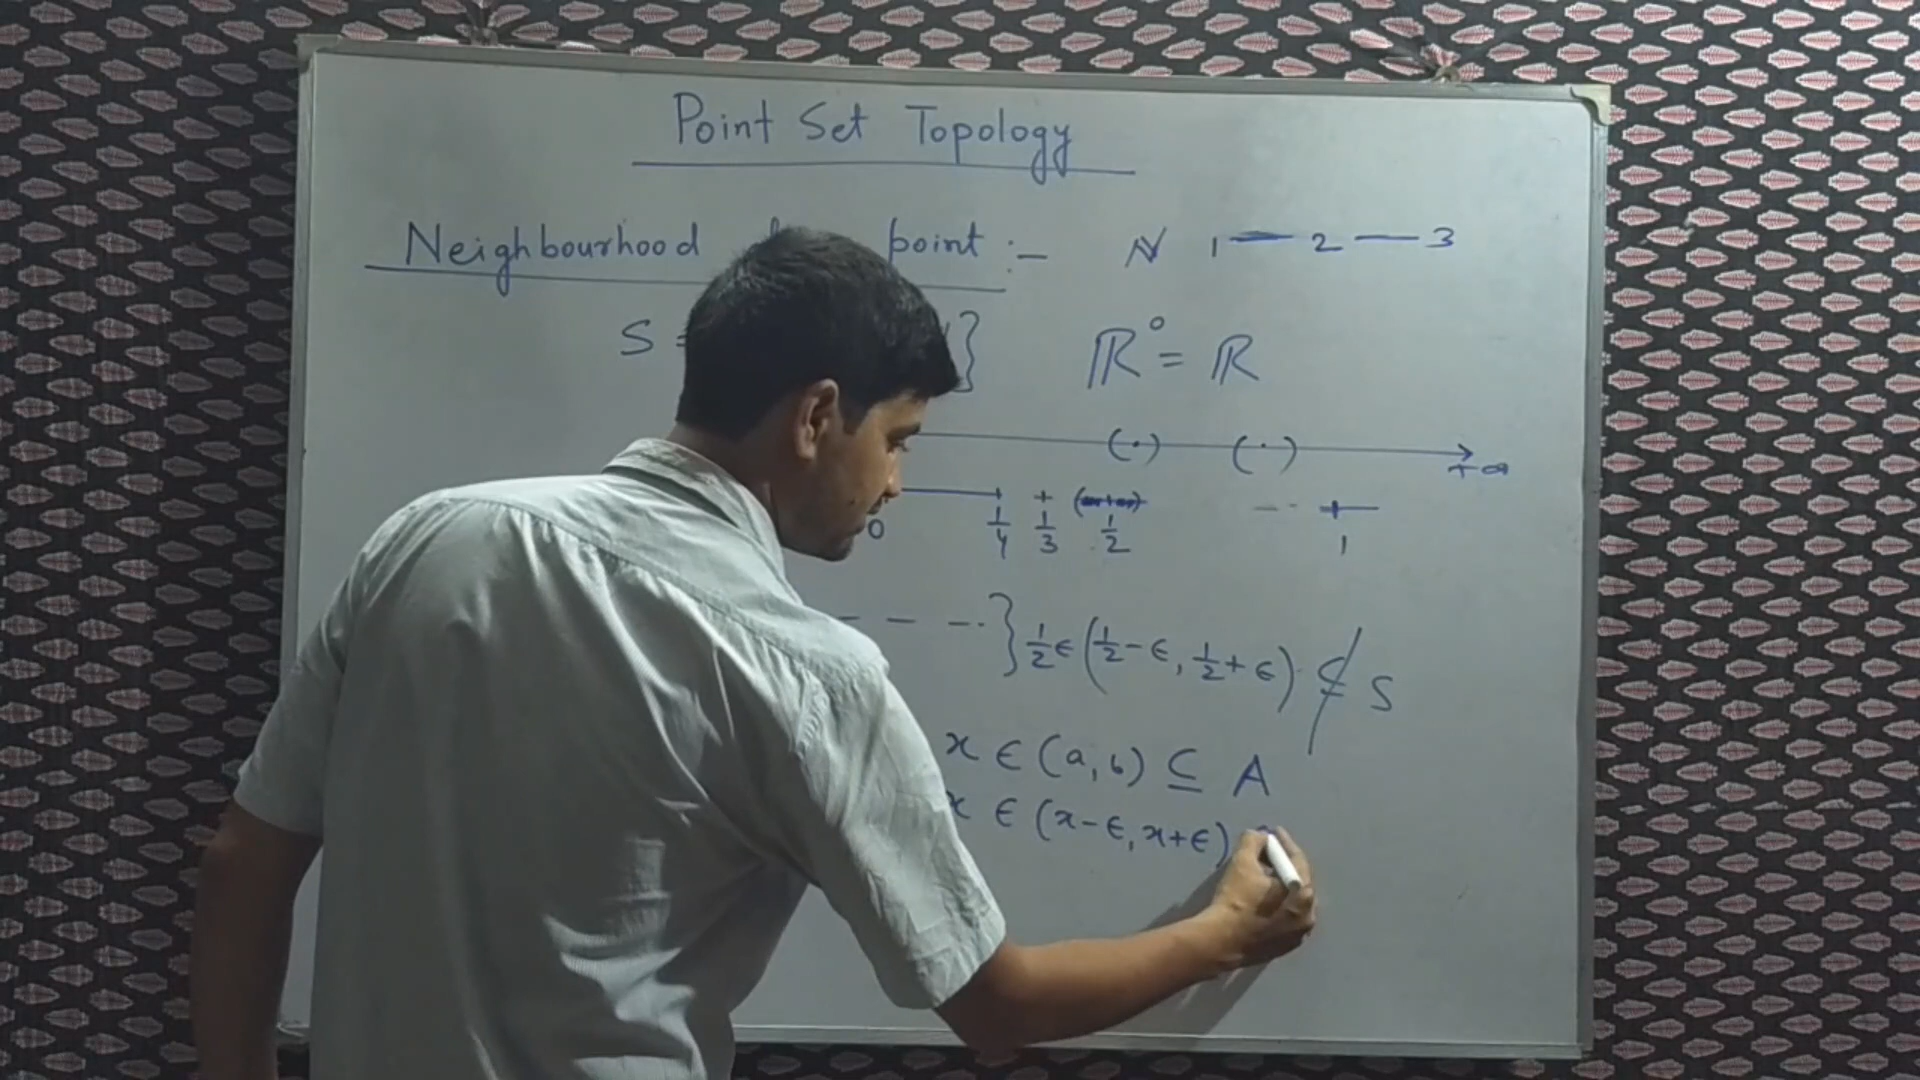 Point Set Topology
Neighbourhood point :- N 1 — 2 — 3
S = } ℝ° = ℝ
(·) (·) +∞
0 1/4 1/3 1/2 1
– – –·} 1/2 ∈ (1/2 - ϵ, 1/2 + ϵ) ⊄ S
x ∈ (a, b) ⊆ A
x ∈ (x-ϵ, x+ϵ)